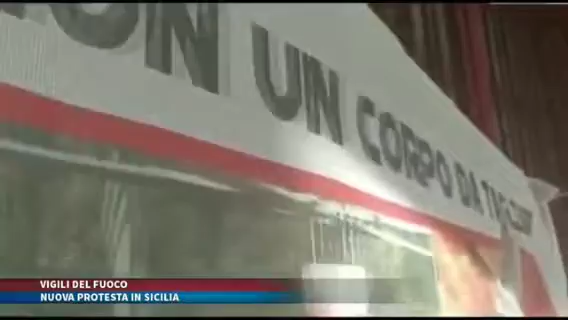 UN CORPO DA
VIGILI DEL FUOCO
NUOVA PROTESTA IN SICILIA